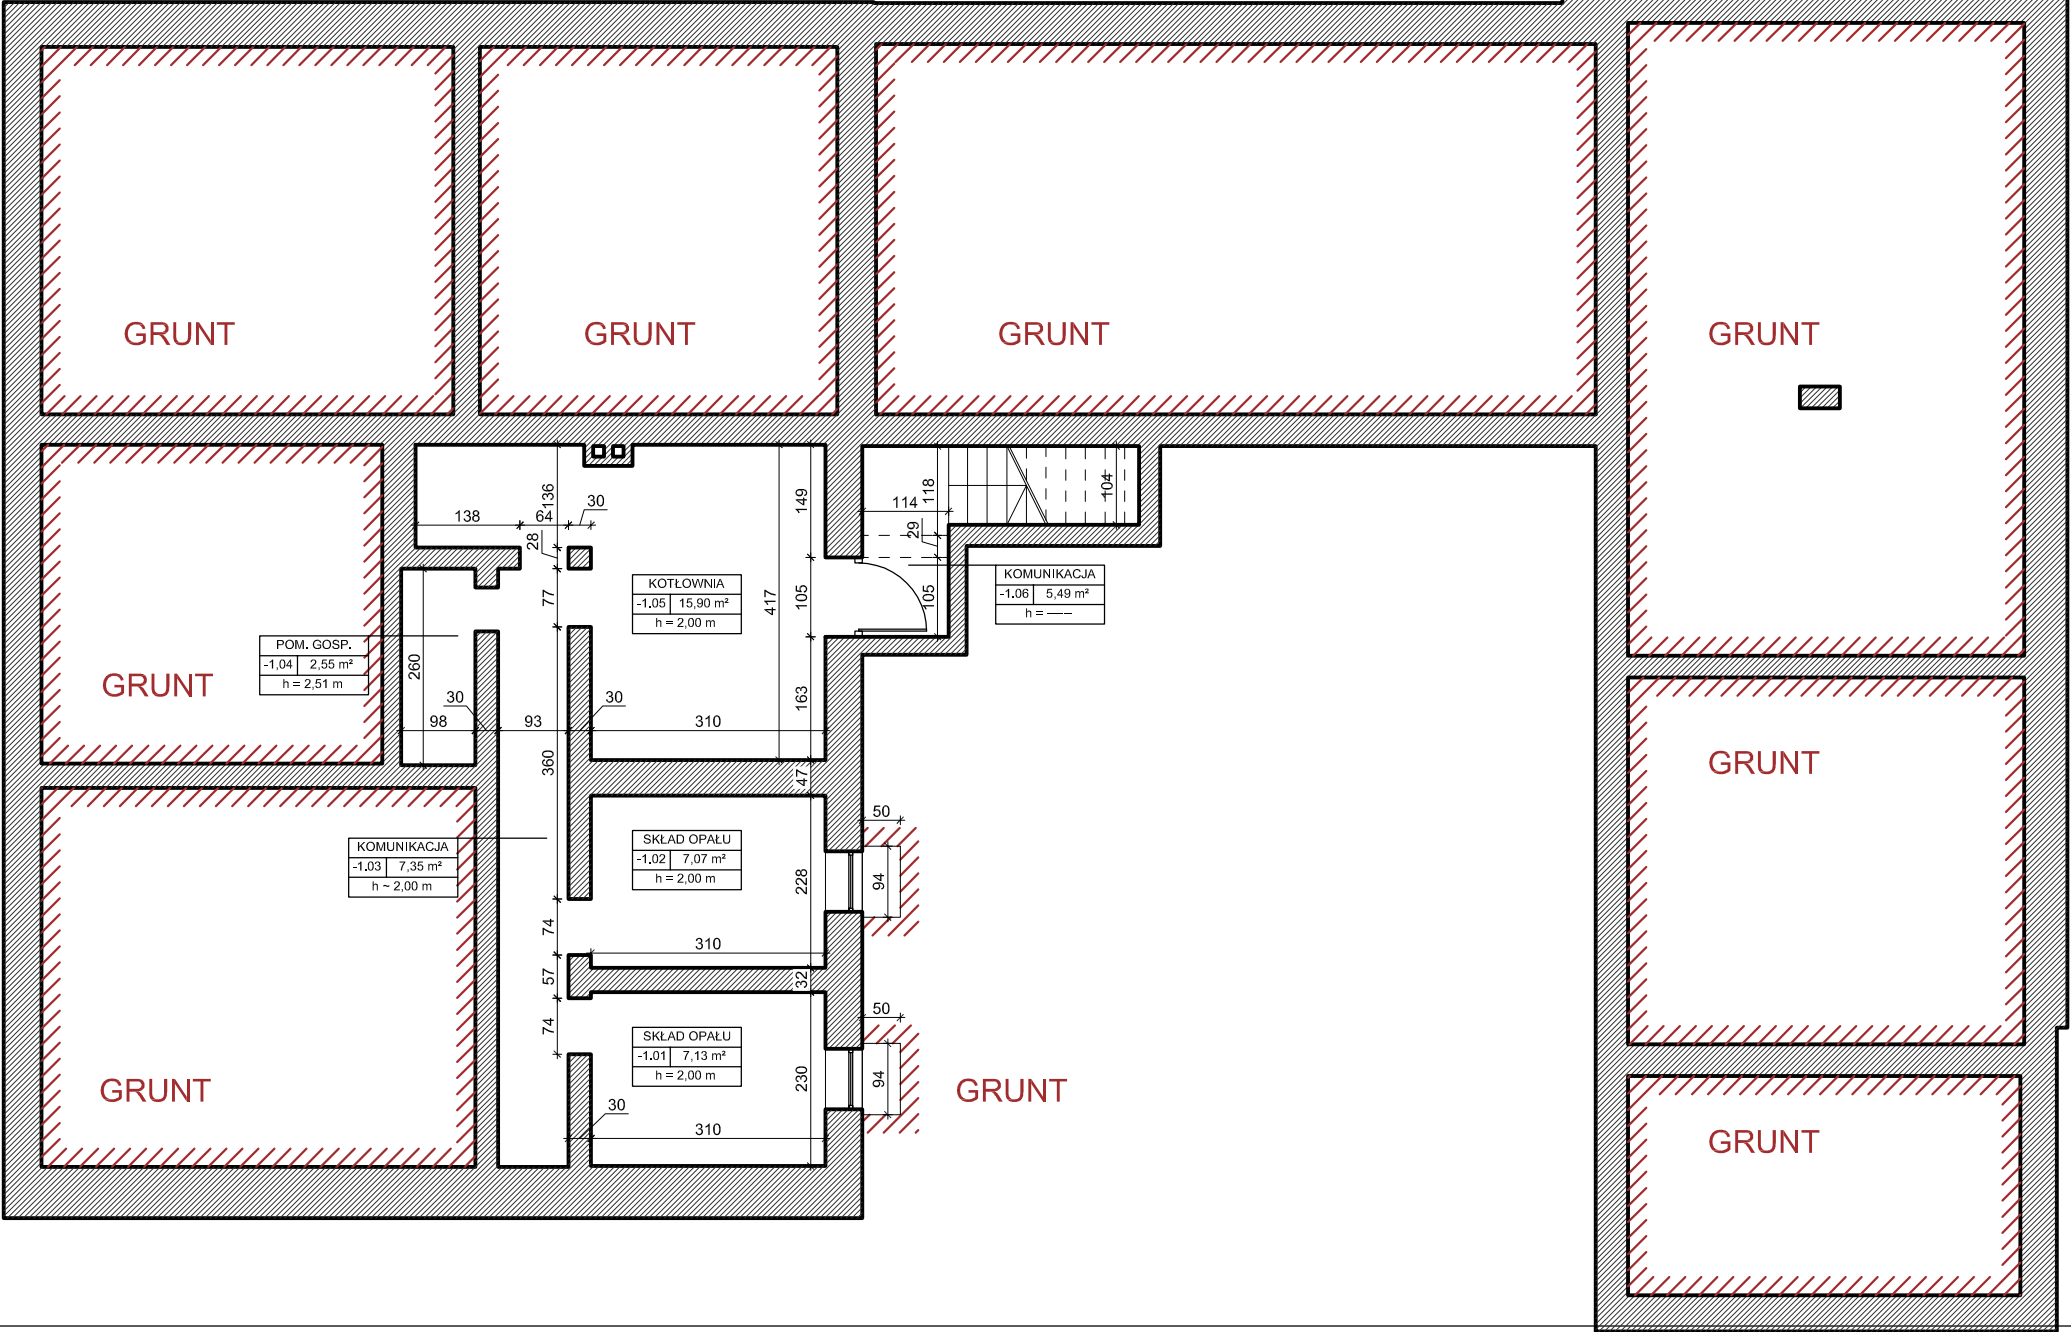 GRUNT
GRUNT
GRUNT
GRUNT
136
138
64
30
28
77
149
417
105
163
114
118
29
105
104
KOTŁOWNIA
-1.05 15,90 m²
h = 2,00 m
KOMUNIKACJA
-1.06 5,49 m²
h = ----
POM. GOSP.
-1,04 2,55 m²
h = 2,51 m
GRUNT
260
30
98
93
30
310
360
47
GRUNT
KOMUNIKACJA
-1.03 7,35 m²
h ~ 2,00 m
SKŁAD OPAŁU
-1.02 7,07 m²
h = 2,00 m
50
94
228
74
310
57
32
50
74
SKŁAD OPAŁU
-1.01 7,13 m²
h = 2,00 m
230
94
30
310
GRUNT
GRUNT
GRUNT